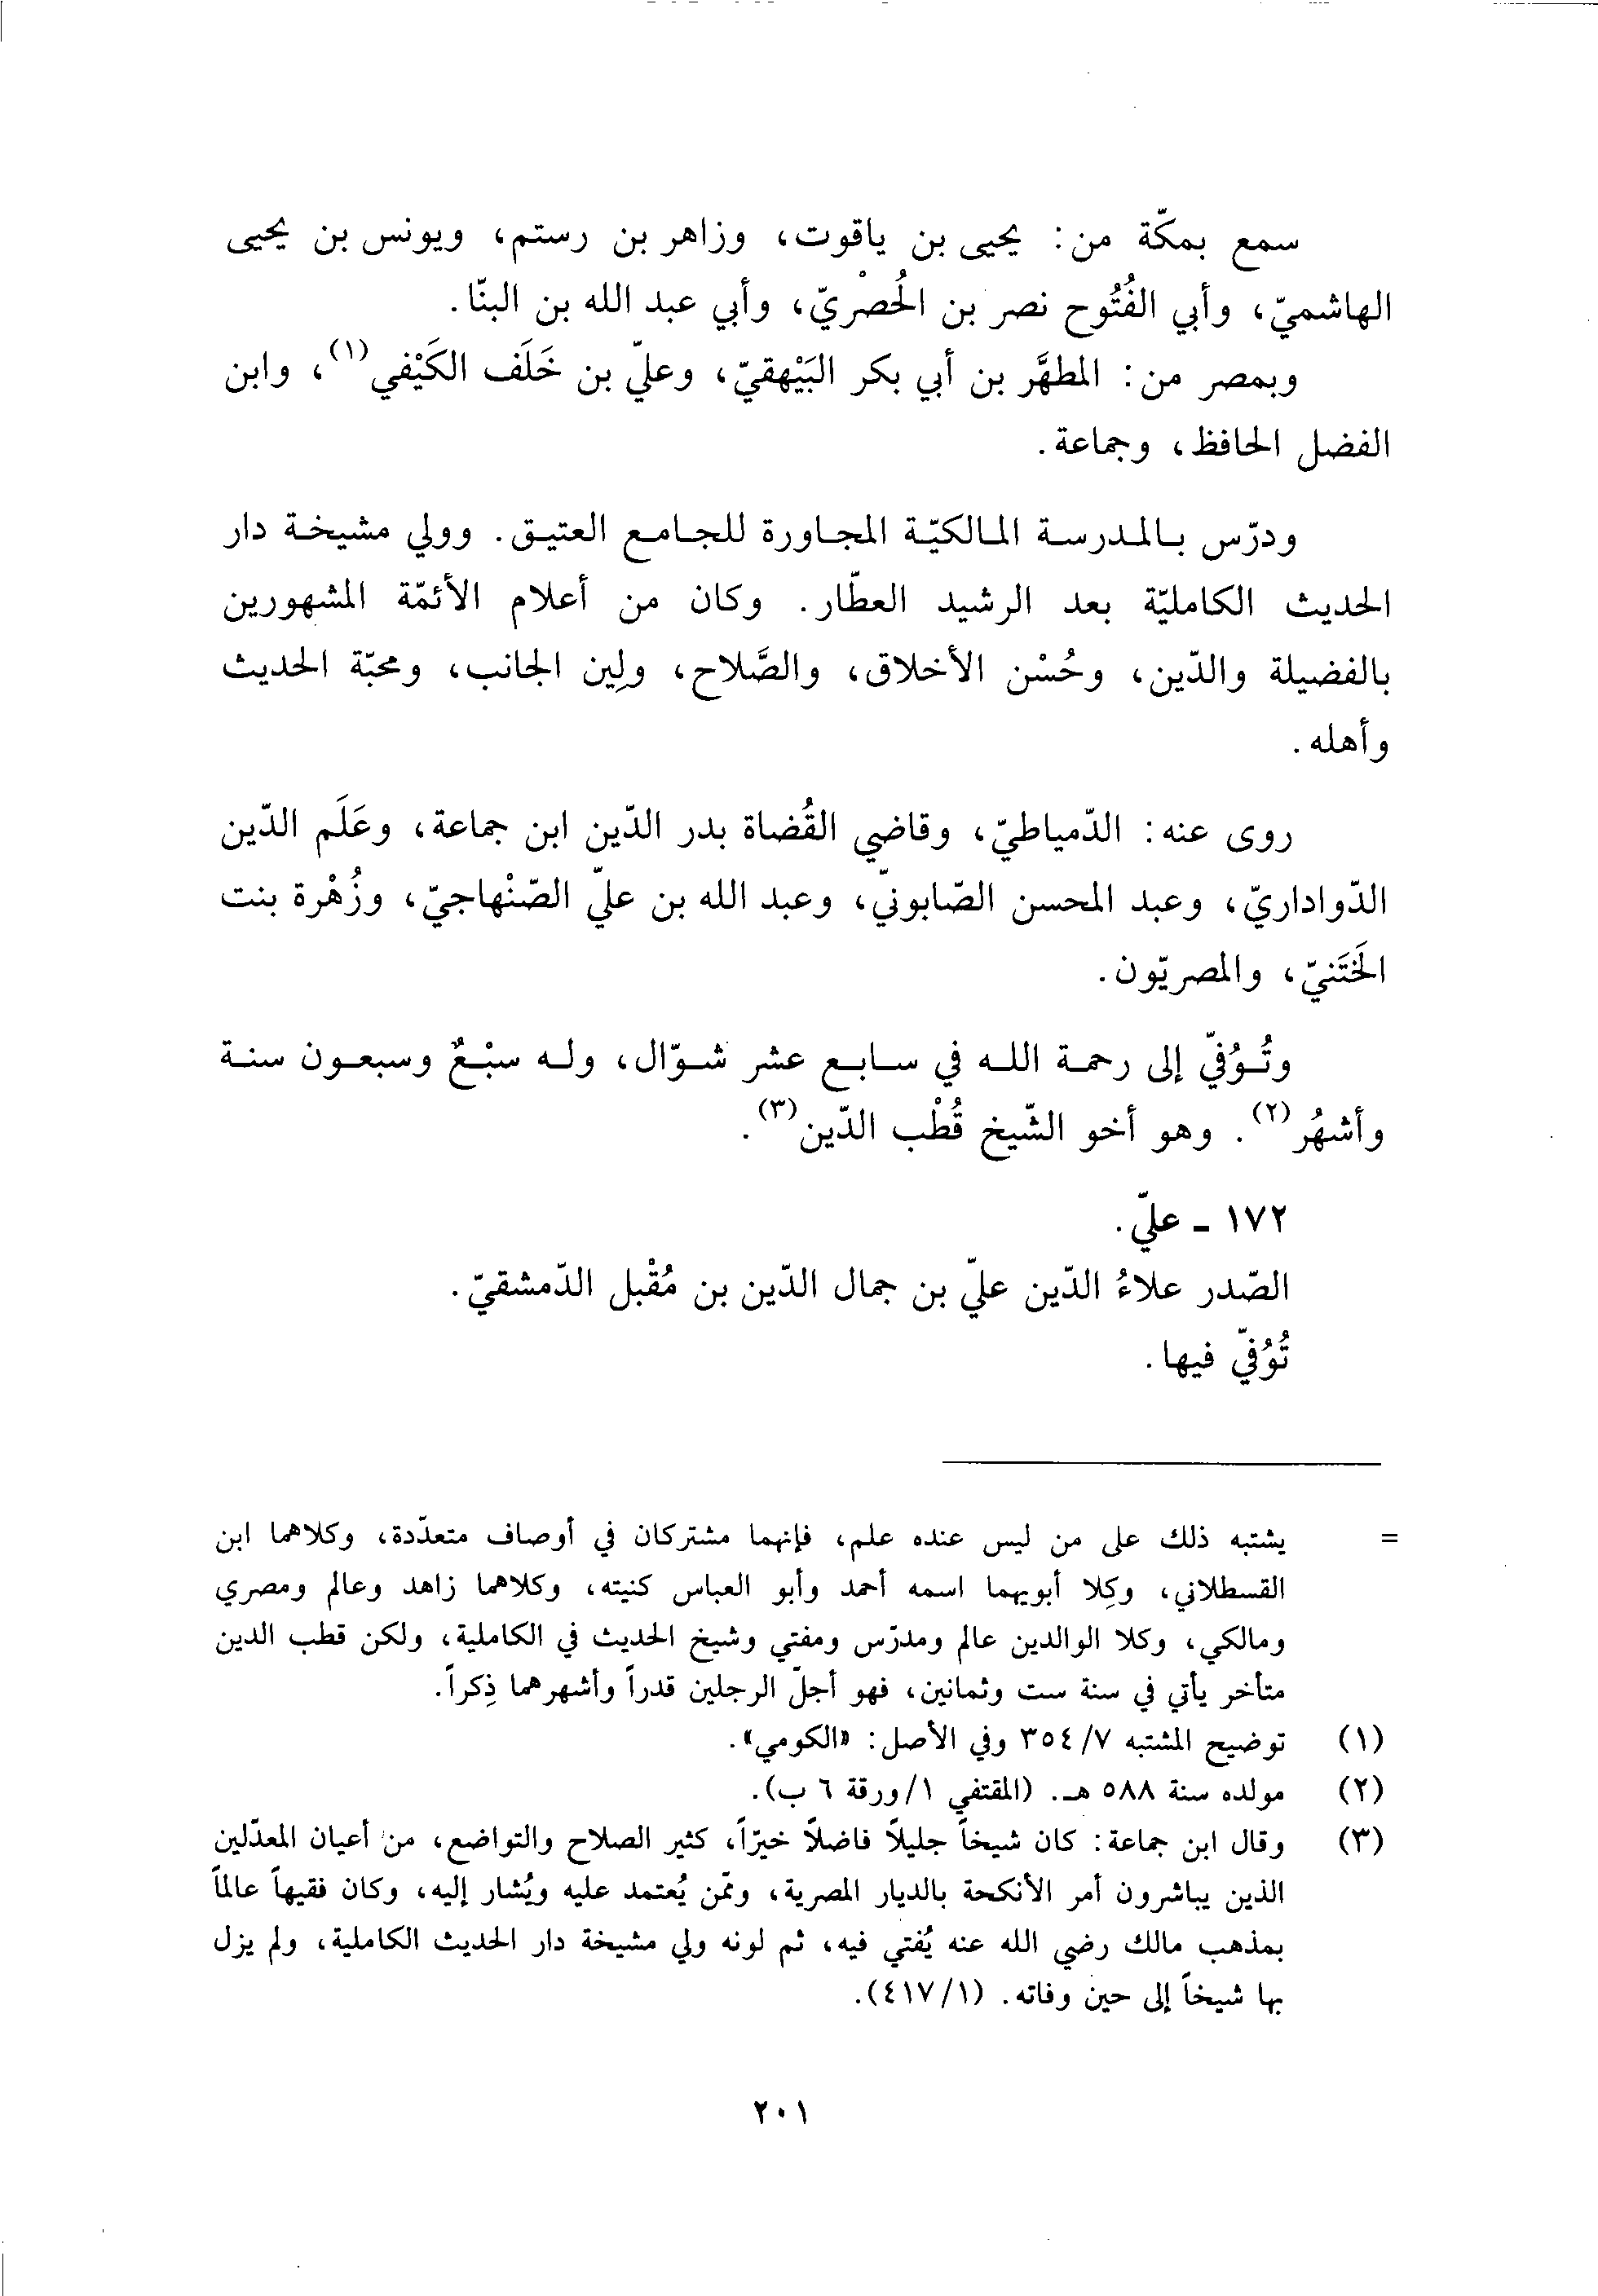 سمع بمكّة من: يحيى بن ياقوت، وزاهر بن رستم، ويونس بن يحيى
الهاشميّ، وأبي الفُتُوح نصر بن الحُصْريّ، وأبي عبد الله بن البنّا.
وبمصر من: المطهَّر بن أبي بكر البَيْهقيّ، وعليّ بن خَلَف الكَيْفي(١)، وابن
الفضل الحافظ، وجماعة.
ودرّس بالمدرسة المالكيّة المجاورة للجامع العتيق. وولي مشيخة دار
الحديث الكامليّة بعد الرشيد العطّار. وكان من أعلام الأئمّة المشهورين
بالفضيلة والدّين، وحُسْن الأخلاق، والصَّلاح، ولِين الجانب، ومحبّة الحديث
وأهله.
روى عنه: الدّمياطيّ، وقاضي القُضاة بدر الدّين ابن جماعة، وعَلَم الدّين
الدّواداريّ، وعبد المحسن الصّابونيّ، وعبد الله بن عليّ الصّنْهاجيّ، وزُهْرة بنت
الخَتَنيّ، والمصريّون.
وتُوُفّي إلى رحمة الله في سابع عشر شوّال، وله سبْعٌ وسبعون سنة
وأشهُر(٢). وهو أخو الشّيخ قُطْب الدّين(٣).
١٧٢ ـ عليّ.
الصّدر علاءُ الدّين عليّ بن جمال الدّين بن مُقْبل الدّمشقيّ.
تُوُفّي فيها.
= يشتبه ذلك على من ليس عنده علم، فإنهما مشتركان في أوصاف متعدّدة، وكلاهما ابن
القسطلاني، وكِلا أبويهما اسمه أحمد وأبو العباس كنيته، وكلاهما زاهد وعالم ومصري
ومالكي، وكلا الوالدين عالم ومدرّس ومفتي وشيخ الحديث في الكاملية، ولكن قطب الدين
متأخر يأتي في سنة ست وثمانين، فهو أجلّ الرجلين قدراً وأشهرهما ذِكراً.
(١) توضيح المشتبه ٣٥٤/٧ وفي الأصل: «الكومي».
(٢) مولده سنة ٥٨٨ هـ. (المقتفي ١/ورقة ٦ ب).
(٣) وقال ابن جماعة: كان شيخاً جليلاً فاضلاً خيّراً، كثير الصلاح والتواضع، من أعيان المعدّلين
الذين يباشرون أمر الأنكحة بالديار المصرية، وممّن يُعتمد عليه ويُشار إليه، وكان فقيهاً عالماً
بمذهب مالك رضي الله عنه يُفتي فيه، ثم لونه ولي مشيخة دار الحديث الكاملية، ولم يزل
بها شيخاً إلى حين وفاته. (٤١٧/١).
٢٠١